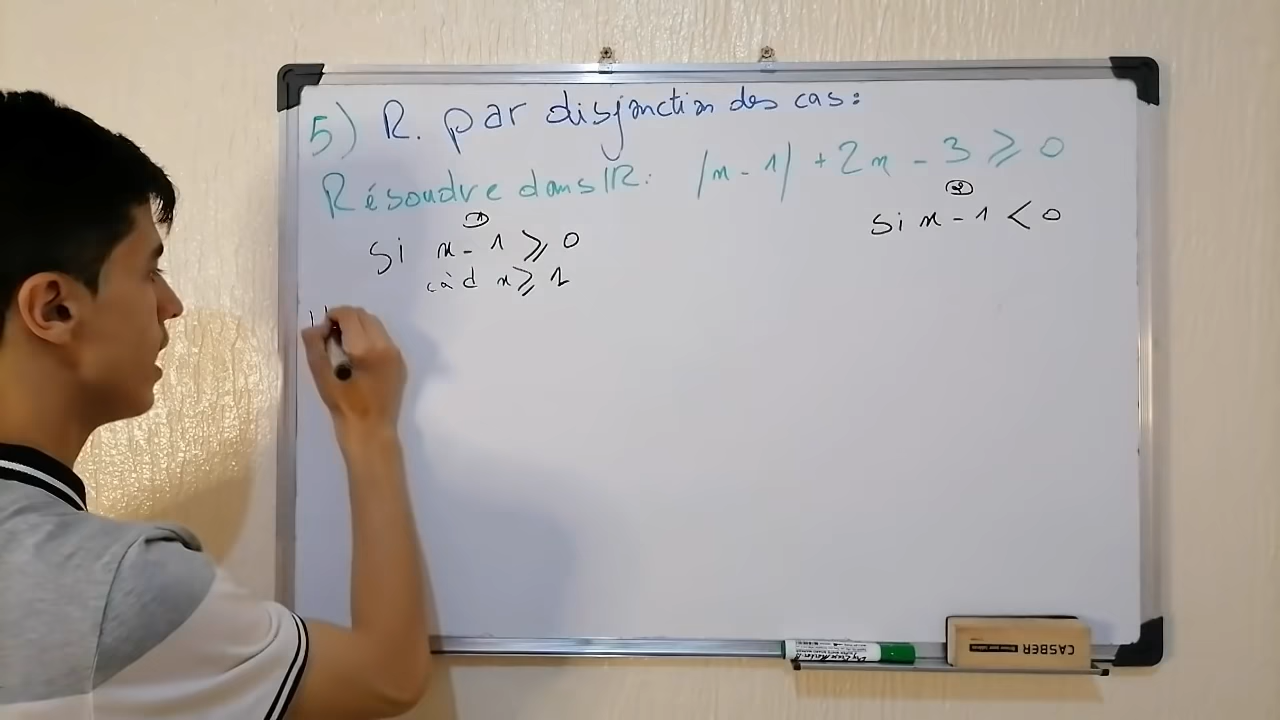 5) R. par disjonction des cas:
Résoudre dans IR: |x - 1| + 2x - 3 ⩾ 0
①
Si x - 1 ⩾ 0
càd x ⩾ 1
②
Si x - 1 < 0
CASBER